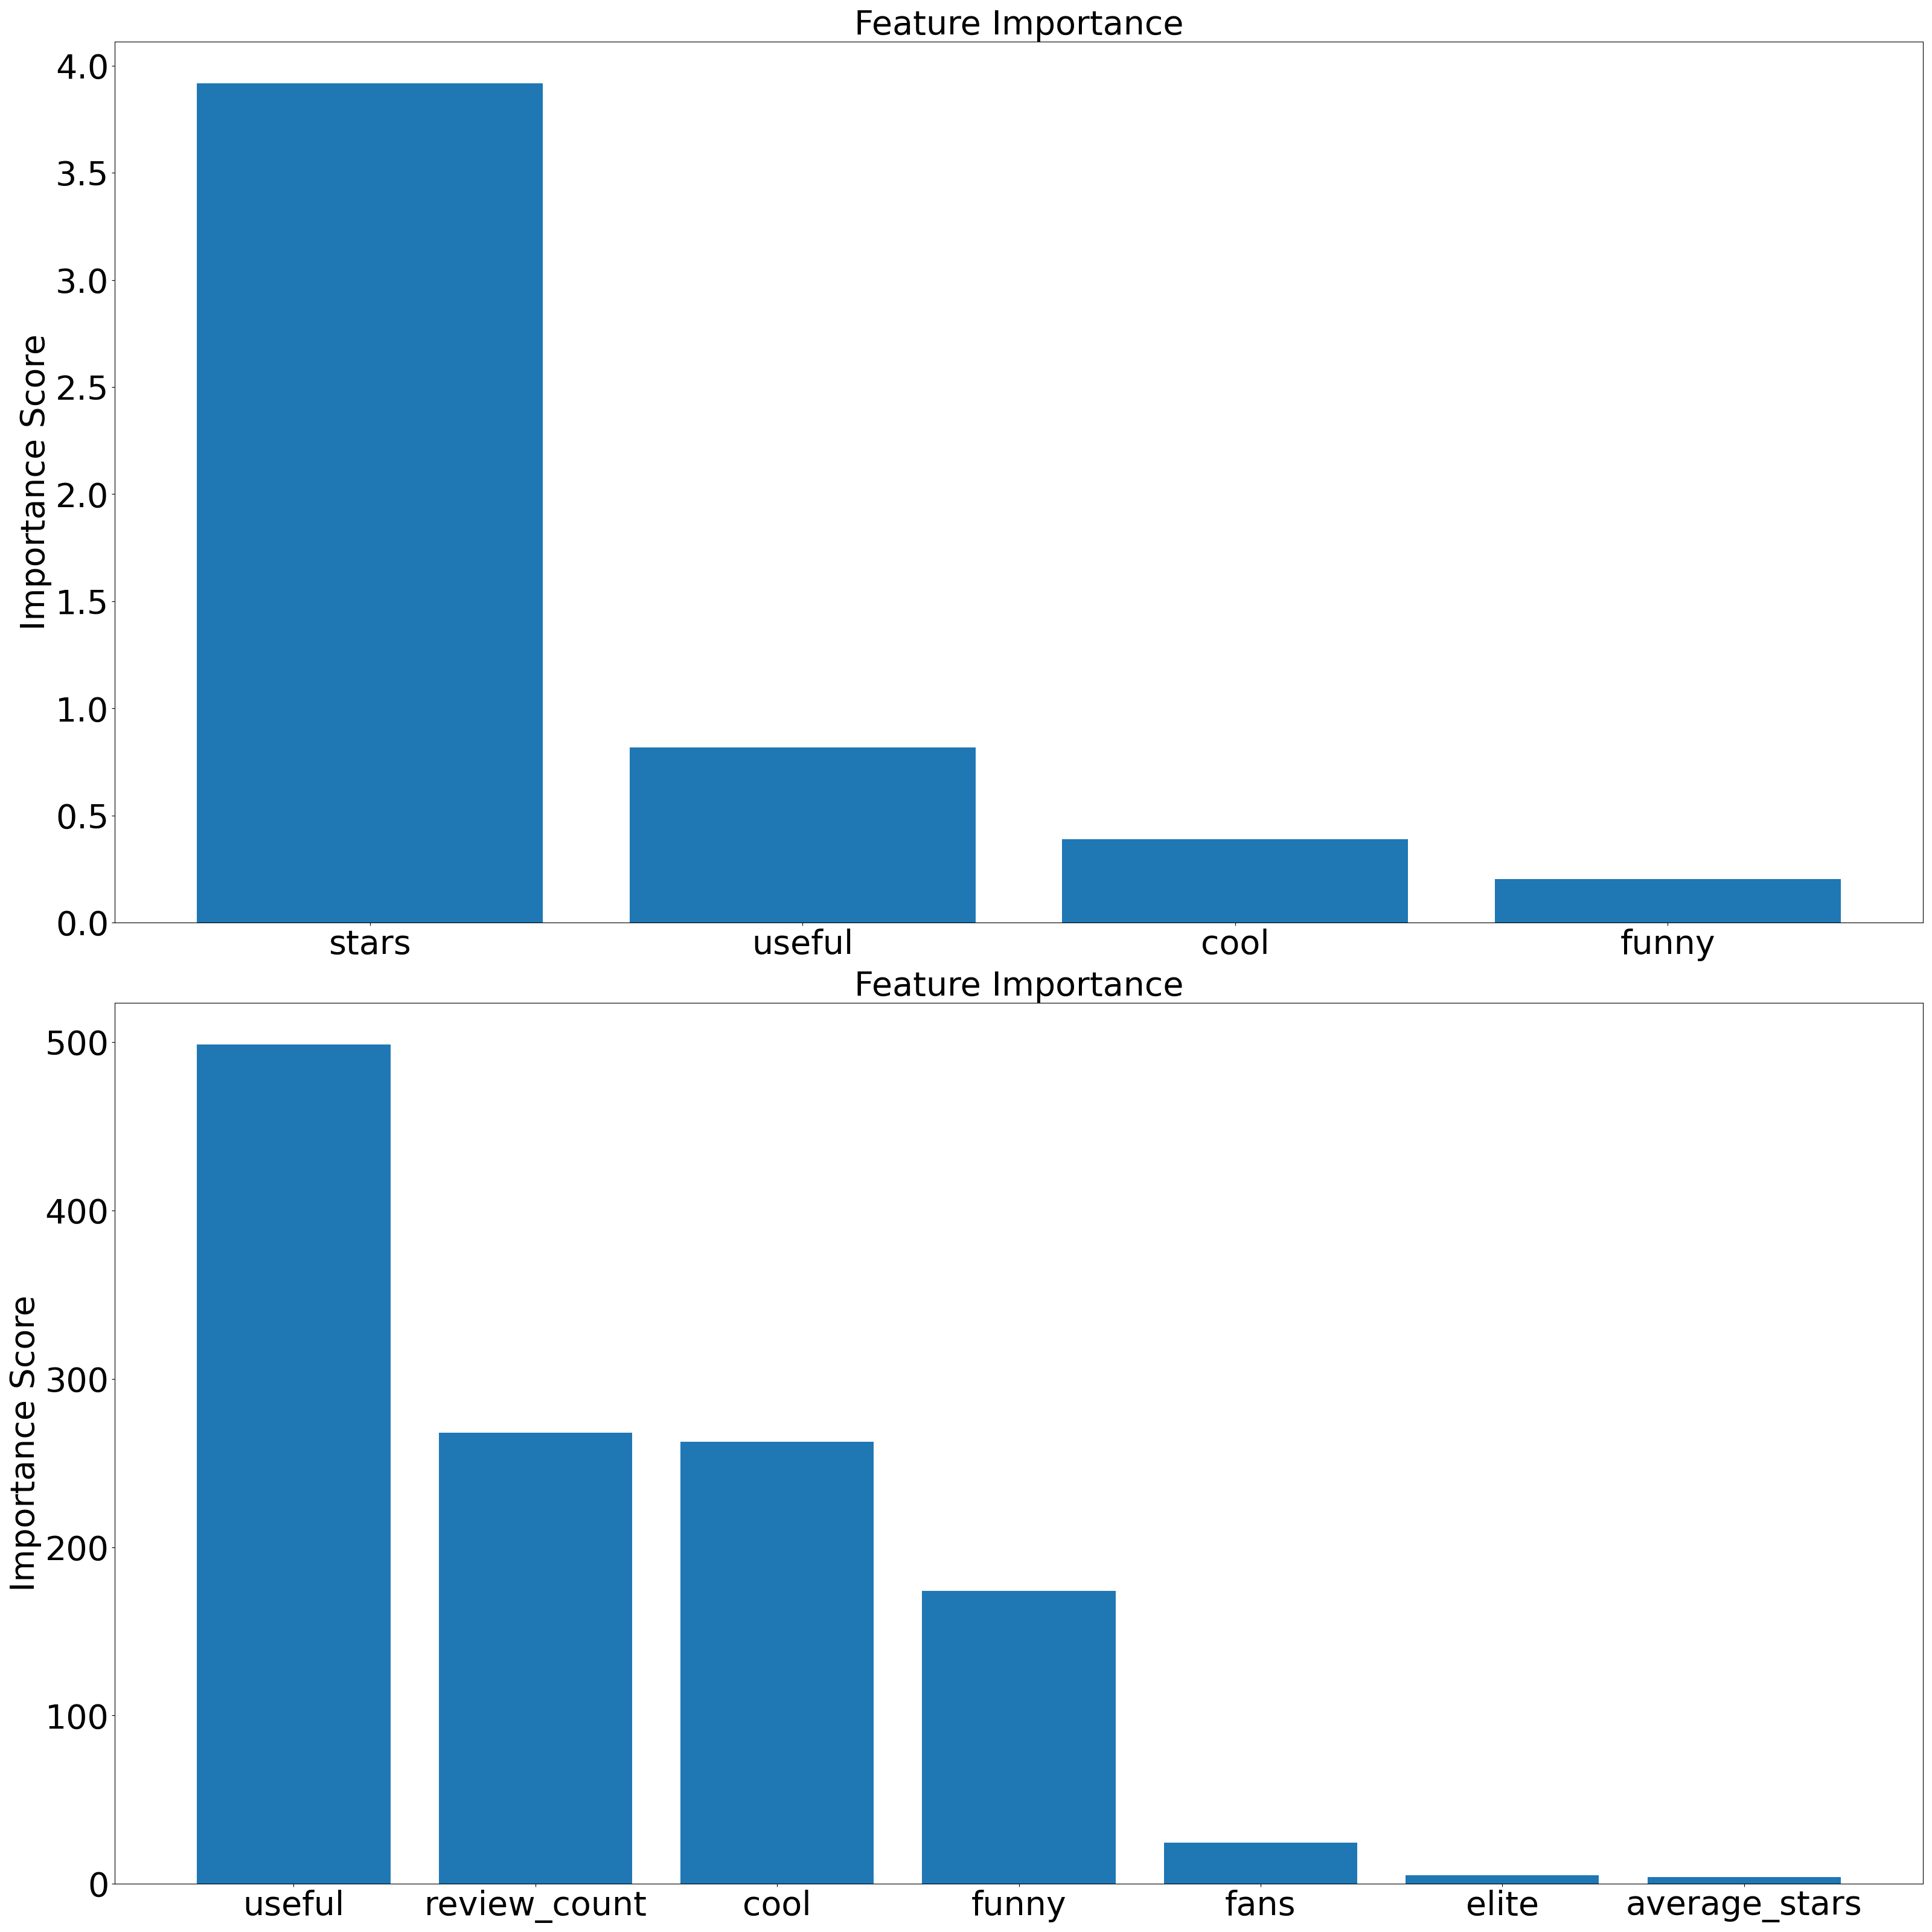 Feature Importance
4.0
3.5
3.0
2.5
2.0
1.5
1.0
0.5
0.0
Importance Score
stars useful cool funny
Feature Importance
500
400
300
200
100
0
Importance Score
useful review_count cool funny fans elite average_stars